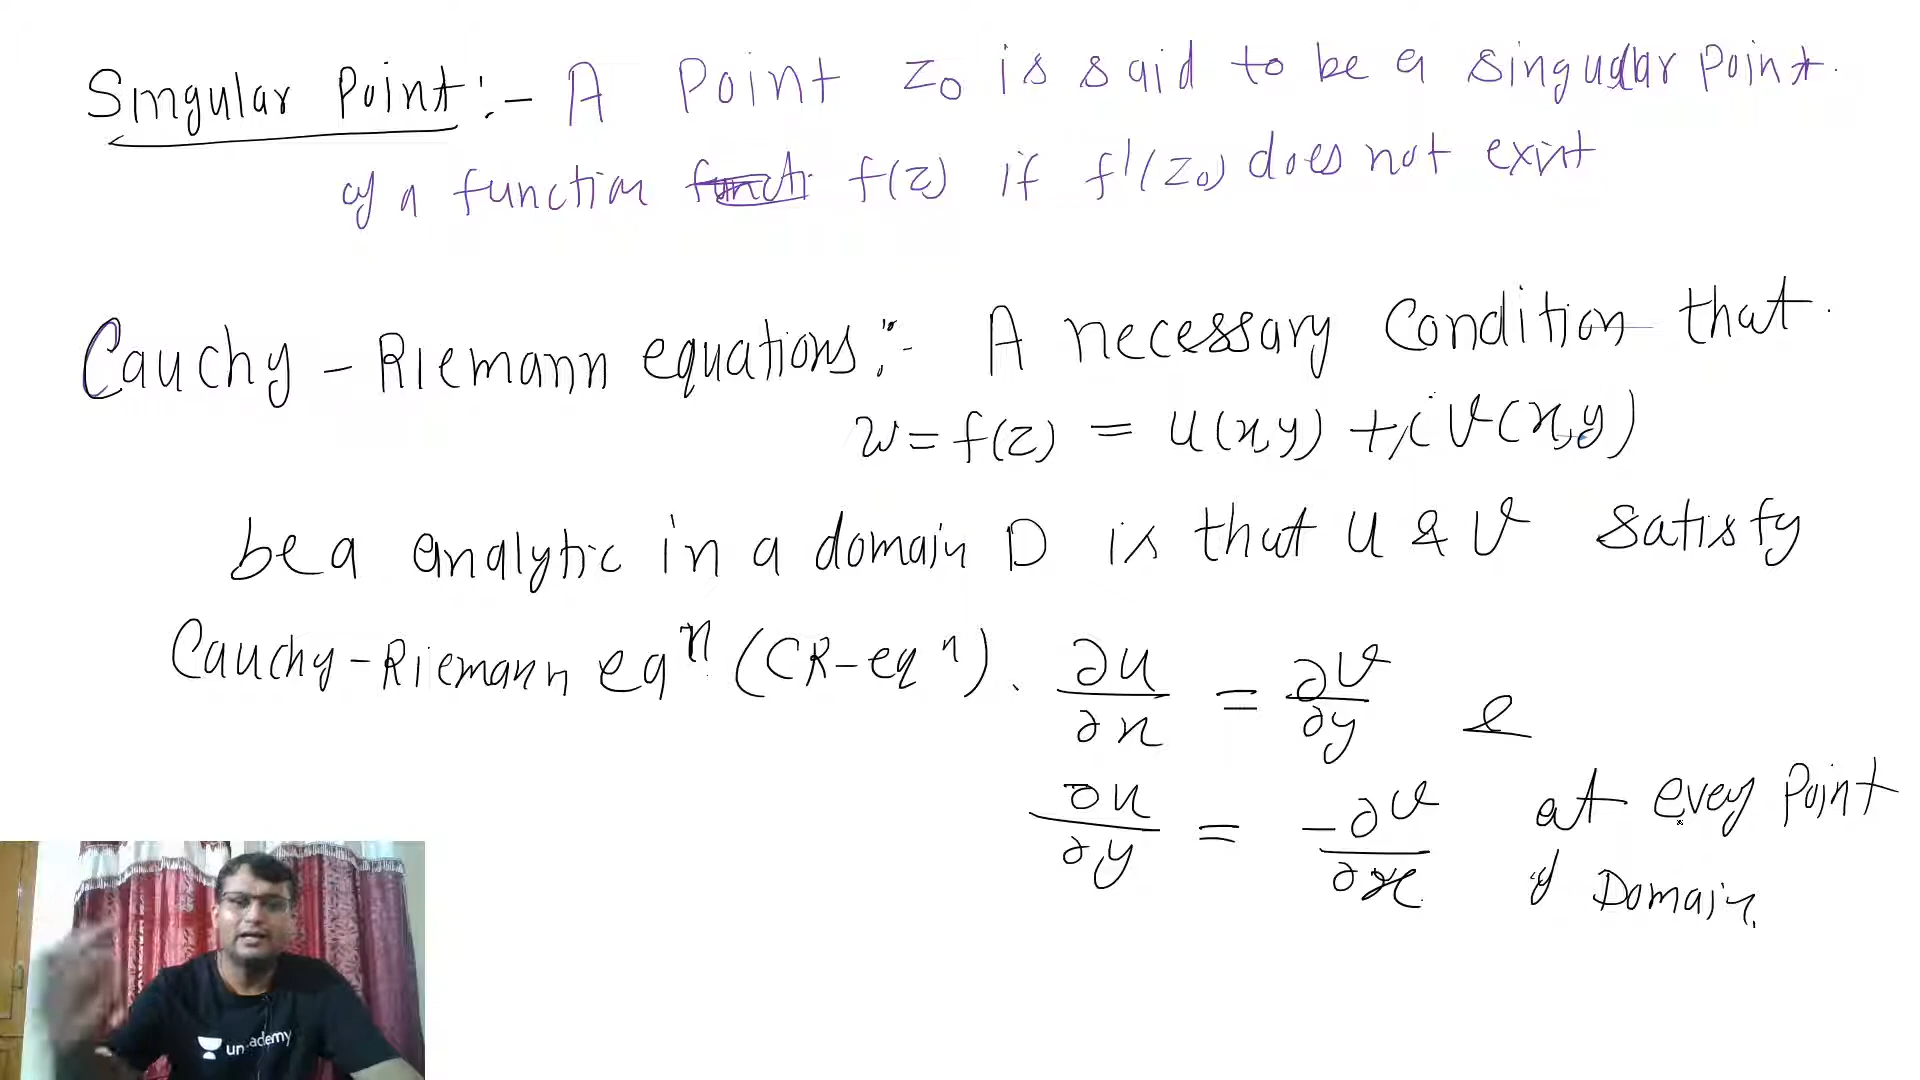 Singular Point :- A Point z₀ is said to be a singular point.
of a function f(z) if f'(z₀) does not exist
Cauchy-Riemann equations :- A necessary Condition that
w = f(z) = u(x,y) + i v(x,y)
be a analytic in a domain D is that u & v satisfy
Cauchy-Riemann eqⁿ (CR-eqⁿ). ∂u/∂x = ∂v/∂y &
∂u/∂y = -∂v/∂x at evey Point
of Domain.
unacademy